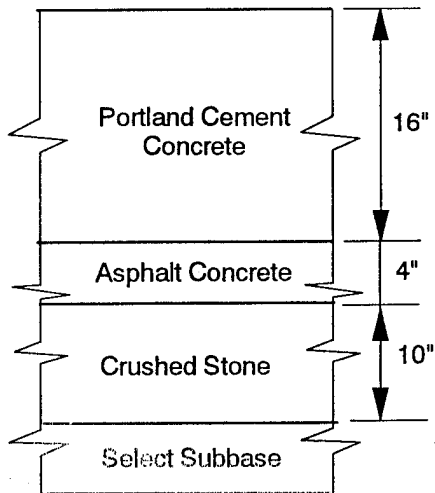 Portland Cement
Concrete
16"
Asphalt Concrete
4"
Crushed Stone
10"
Select Subbase